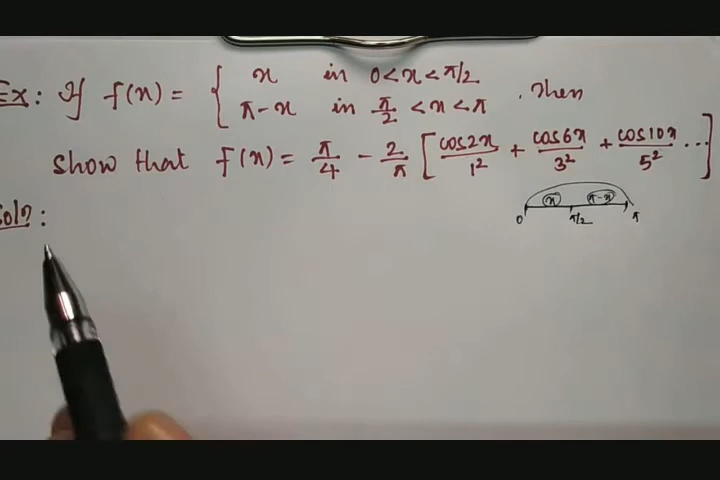 Ex: If f(x) = { x in 0<x<π/2
π-x in π/2 <x<π . Then
show that f(x) = π/4 - 2/π [ cos2x/1² + cos6x/3² + cos10x/5² ... ]
Soln:
x π-x
0 π/2 π